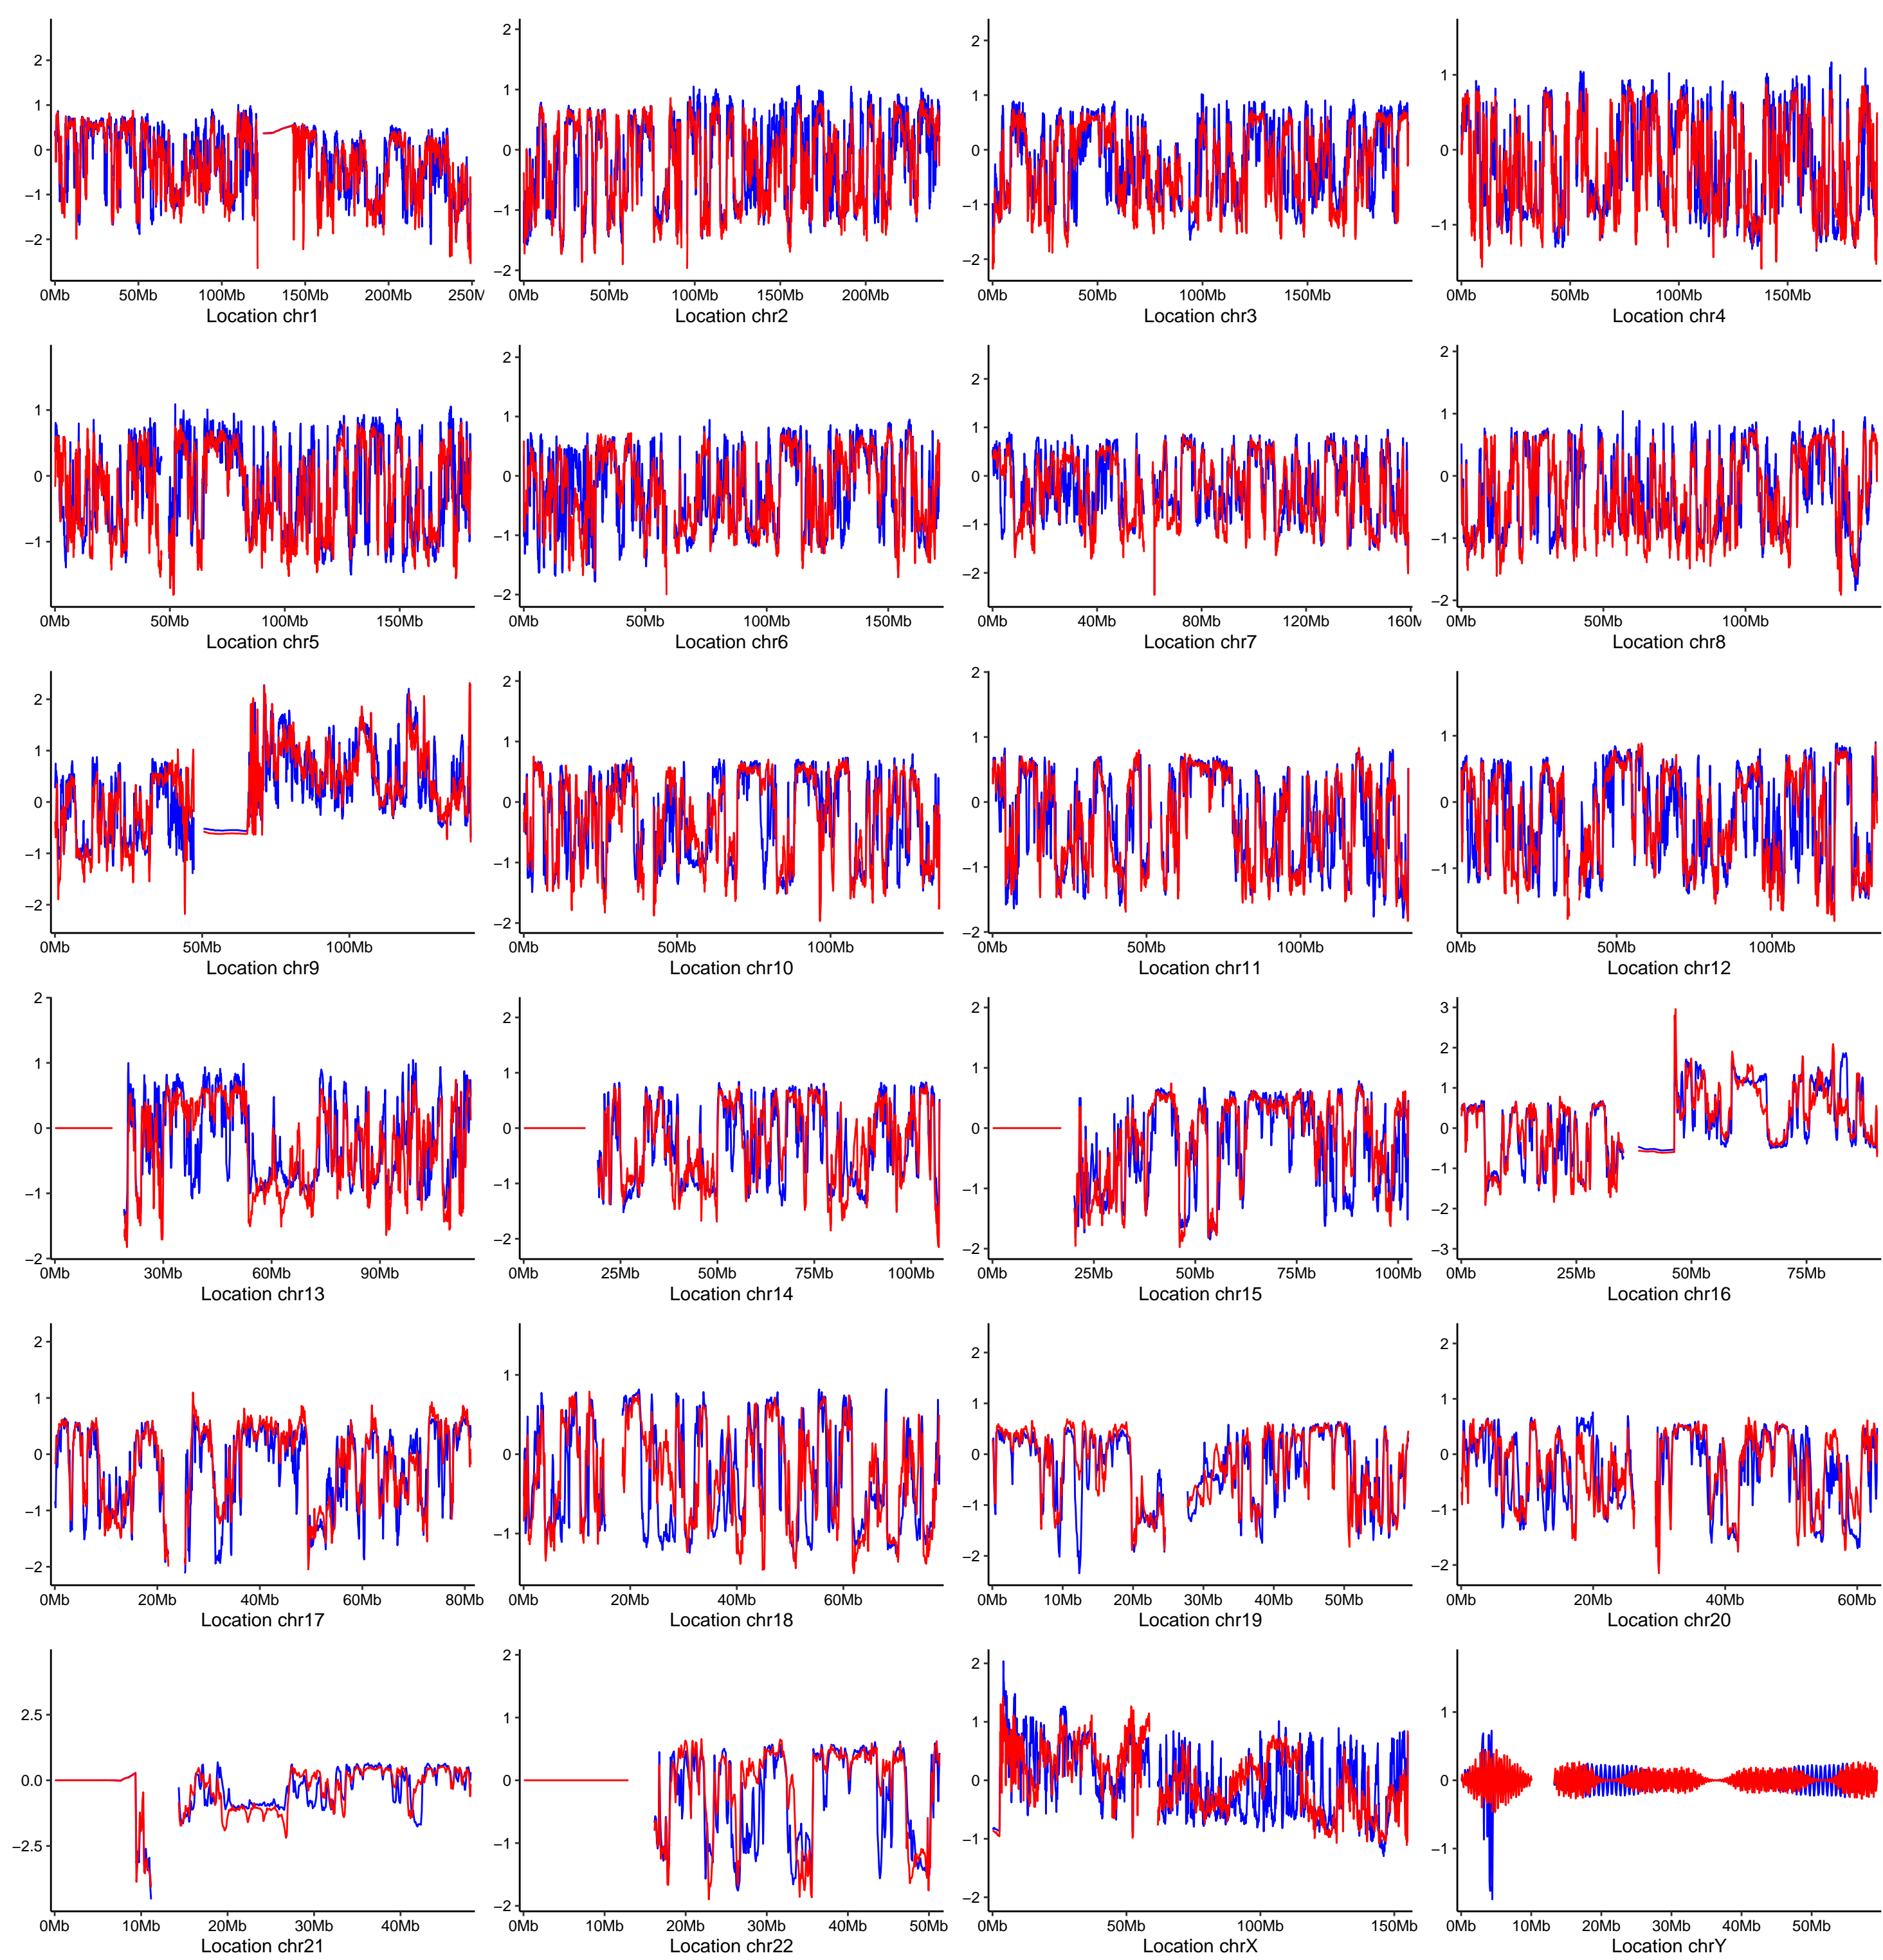 2
1
0
−1
−2
0Mb 50Mb 100Mb 150Mb 200Mb 250M
Location chr1
2
1
0
−1
−2
0Mb 50Mb 100Mb 150Mb 200Mb
Location chr2
2
1
0
−1
−2
0Mb 50Mb 100Mb 150Mb
Location chr3
1
0
−1
0Mb 50Mb 100Mb 150Mb
Location chr4
1
0
−1
0Mb 50Mb 100Mb 150Mb
Location chr5
2
1
0
−1
−2
0Mb 50Mb 100Mb 150Mb
Location chr6
2
1
0
−1
−2
0Mb 40Mb 80Mb 120Mb 160M
Location chr7
2
1
0
−1
−2
0Mb 50Mb 100Mb
Location chr8
2
1
0
−1
−2
0Mb 50Mb 100Mb
Location chr9
2
1
0
−1
−2
0Mb 50Mb 100Mb
Location chr10
2
1
0
−1
−2
0Mb 50Mb 100Mb
Location chr11
1
0
−1
0Mb 50Mb 100Mb
Location chr12
2
1
0
−1
−2
0Mb 30Mb 60Mb 90Mb
Location chr13
2
1
0
−1
−2
0Mb 25Mb 50Mb 75Mb 100Mb
Location chr14
2
1
0
−1
−2
0Mb 25Mb 50Mb 75Mb 100Mb
Location chr15
3
2
1
0
−1
−2
−3
0Mb 25Mb 50Mb 75Mb
Location chr16
2
1
0
−1
−2
0Mb 20Mb 40Mb 60Mb 80Mb
Location chr17
1
0
−1
0Mb 20Mb 40Mb 60Mb
Location chr18
2
1
0
−1
−2
0Mb 10Mb 20Mb 30Mb 40Mb 50Mb
Location chr19
2
1
0
−1
−2
0Mb 20Mb 40Mb 60Mb
Location chr20
2.5
0.0
−2.5
0Mb 10Mb 20Mb 30Mb 40Mb
Location chr21
2
1
0
−1
−2
0Mb 10Mb 20Mb 30Mb 40Mb 50Mb
Location chr22
2
1
0
−1
−2
0Mb 50Mb 100Mb 150Mb
Location chrX
1
0
−1
0Mb 10Mb 20Mb 30Mb 40Mb 50Mb
Location chrY